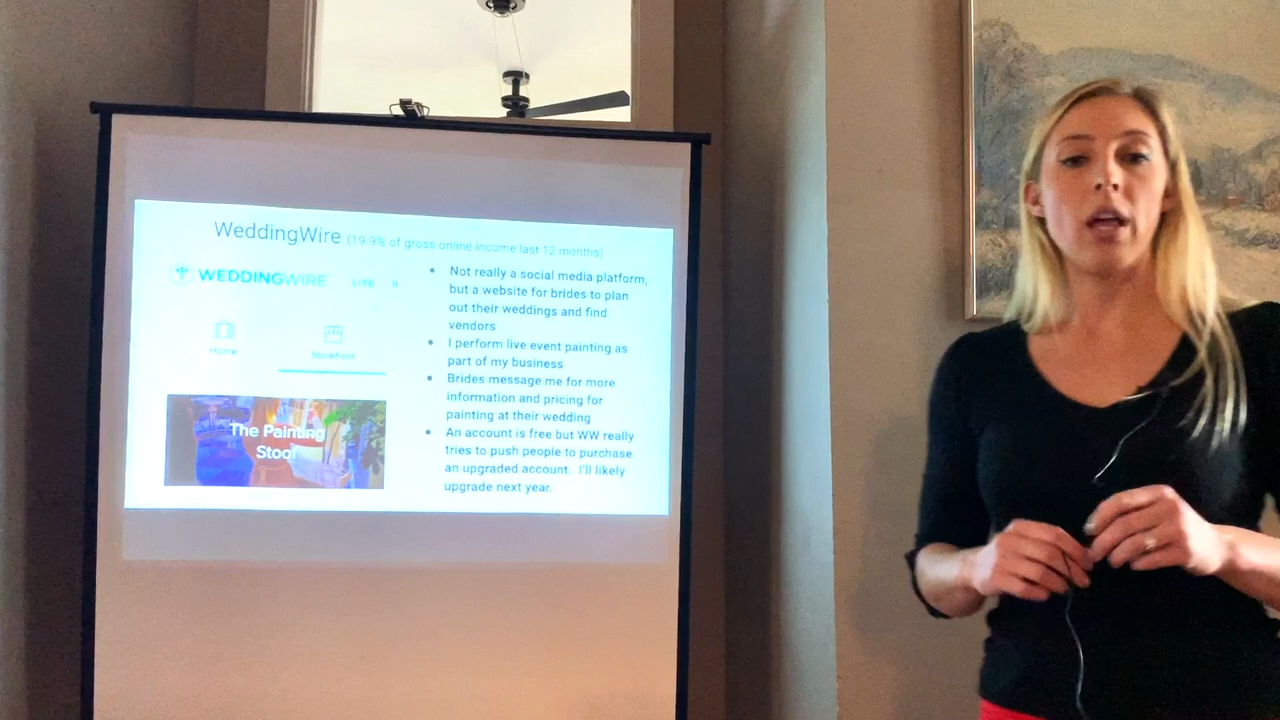 WeddingWire (19.9% of gross online income last 12 months)
WEDDINGWIRE LITE
Home Storefront
The Painting
Stool
• Not really a social media platform,
but a website for brides to plan
out their weddings and find
vendors
• I perform live event painting as
part of my business
• Brides message me for more
information and pricing for
painting at their wedding
• An account is free but WW really
tries to push people to purchase
an upgraded account. I'll likely
upgrade next year.